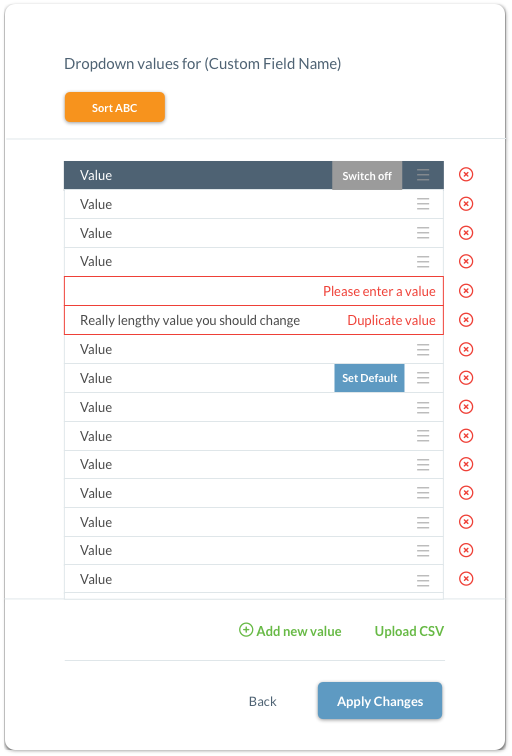 Dropdown values for (Custom Field Name)
Sort ABC
Value Switch off
Value
Value
Value
Please enter a value
Really lengthy value you should change Duplicate value
Value
Value Set Default
Value
Value
Value
Value
Value
Value
Value
Add new value Upload CSV
Back Apply Changes